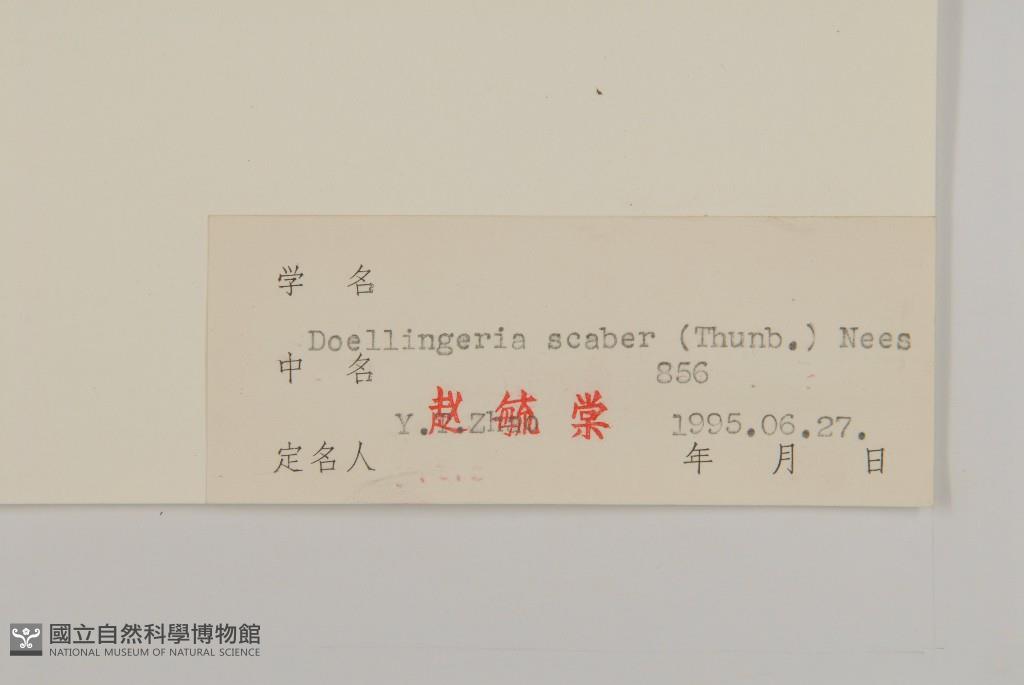 学 名
Doellingeria scaber (Thunb.) Nees
中 名
856
Y.T.Zhao 赵毓棠 1995.06.27.
定名人 年 月 日
國立自然科學博物館
NATIONAL MUSEUM OF NATURAL SCIENCE